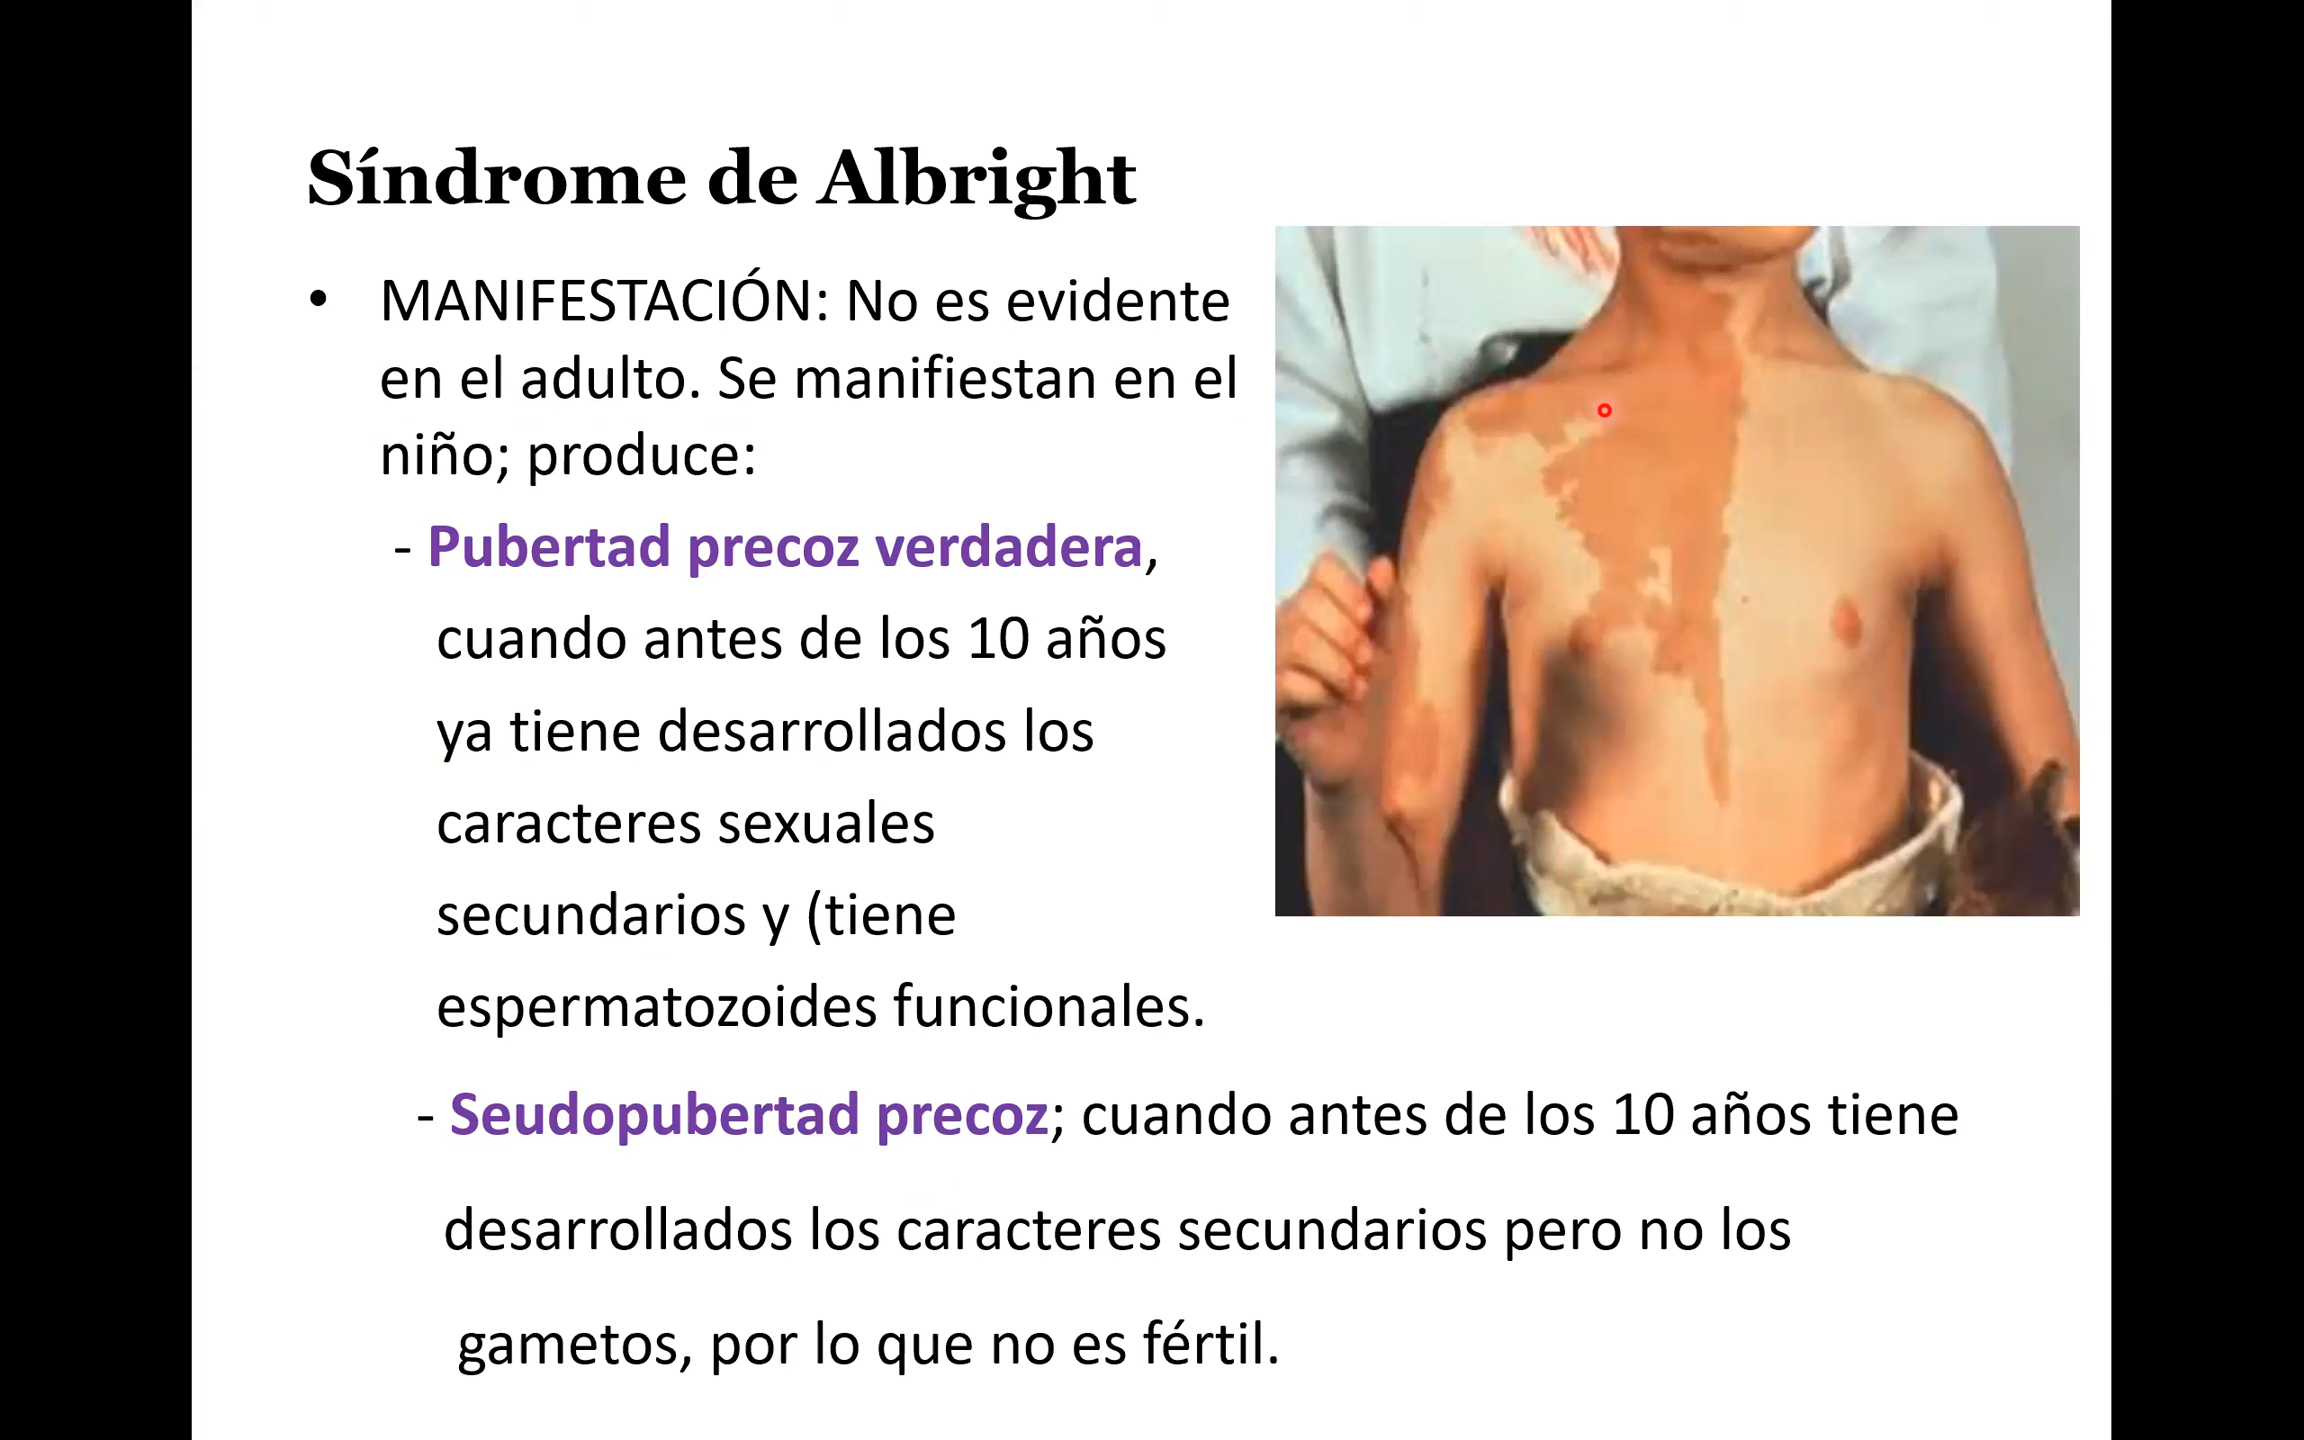 Síndrome de Albright
• MANIFESTACIÓN: No es evidente
en el adulto. Se manifiestan en el
niño; produce:
- Pubertad precoz verdadera,
cuando antes de los 10 años
ya tiene desarrollados los
caracteres sexuales
secundarios y (tiene
espermatozoides funcionales.
- Seudopubertad precoz; cuando antes de los 10 años tiene
desarrollados los caracteres secundarios pero no los
gametos, por lo que no es fértil.